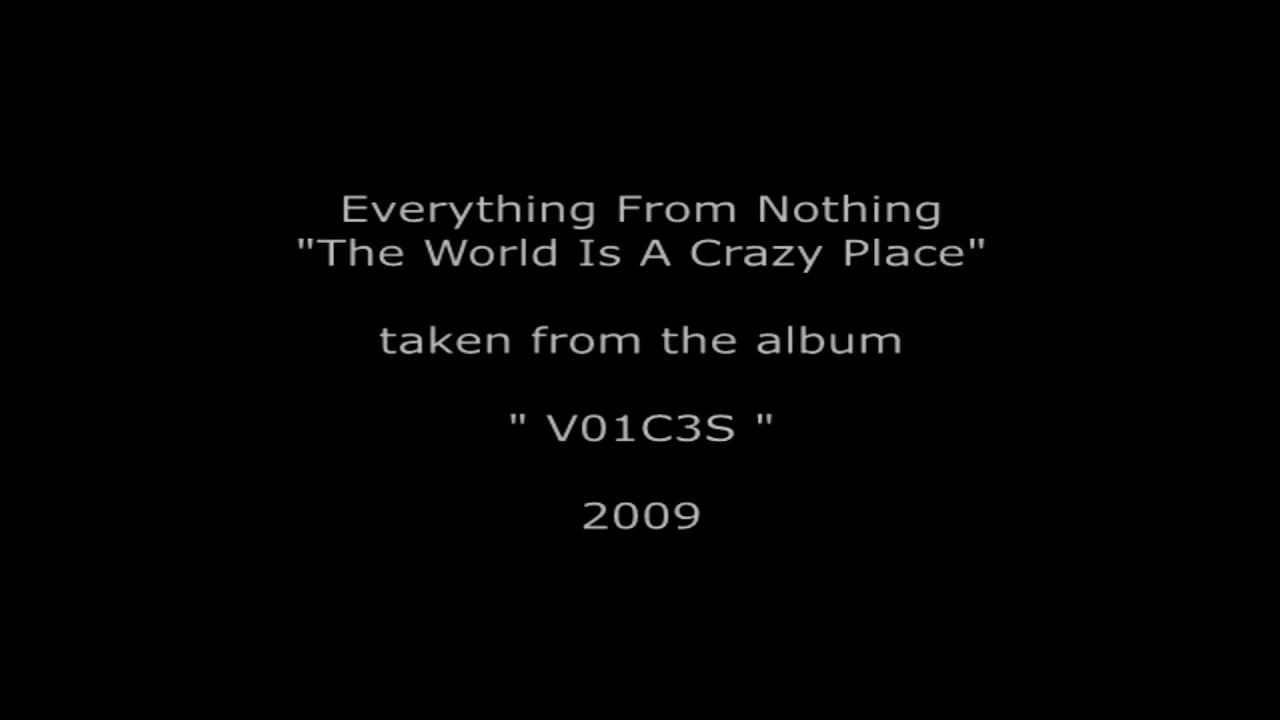 Everything From Nothing
"The World Is A Crazy Place"
taken from the album
" V01C3S "
2009